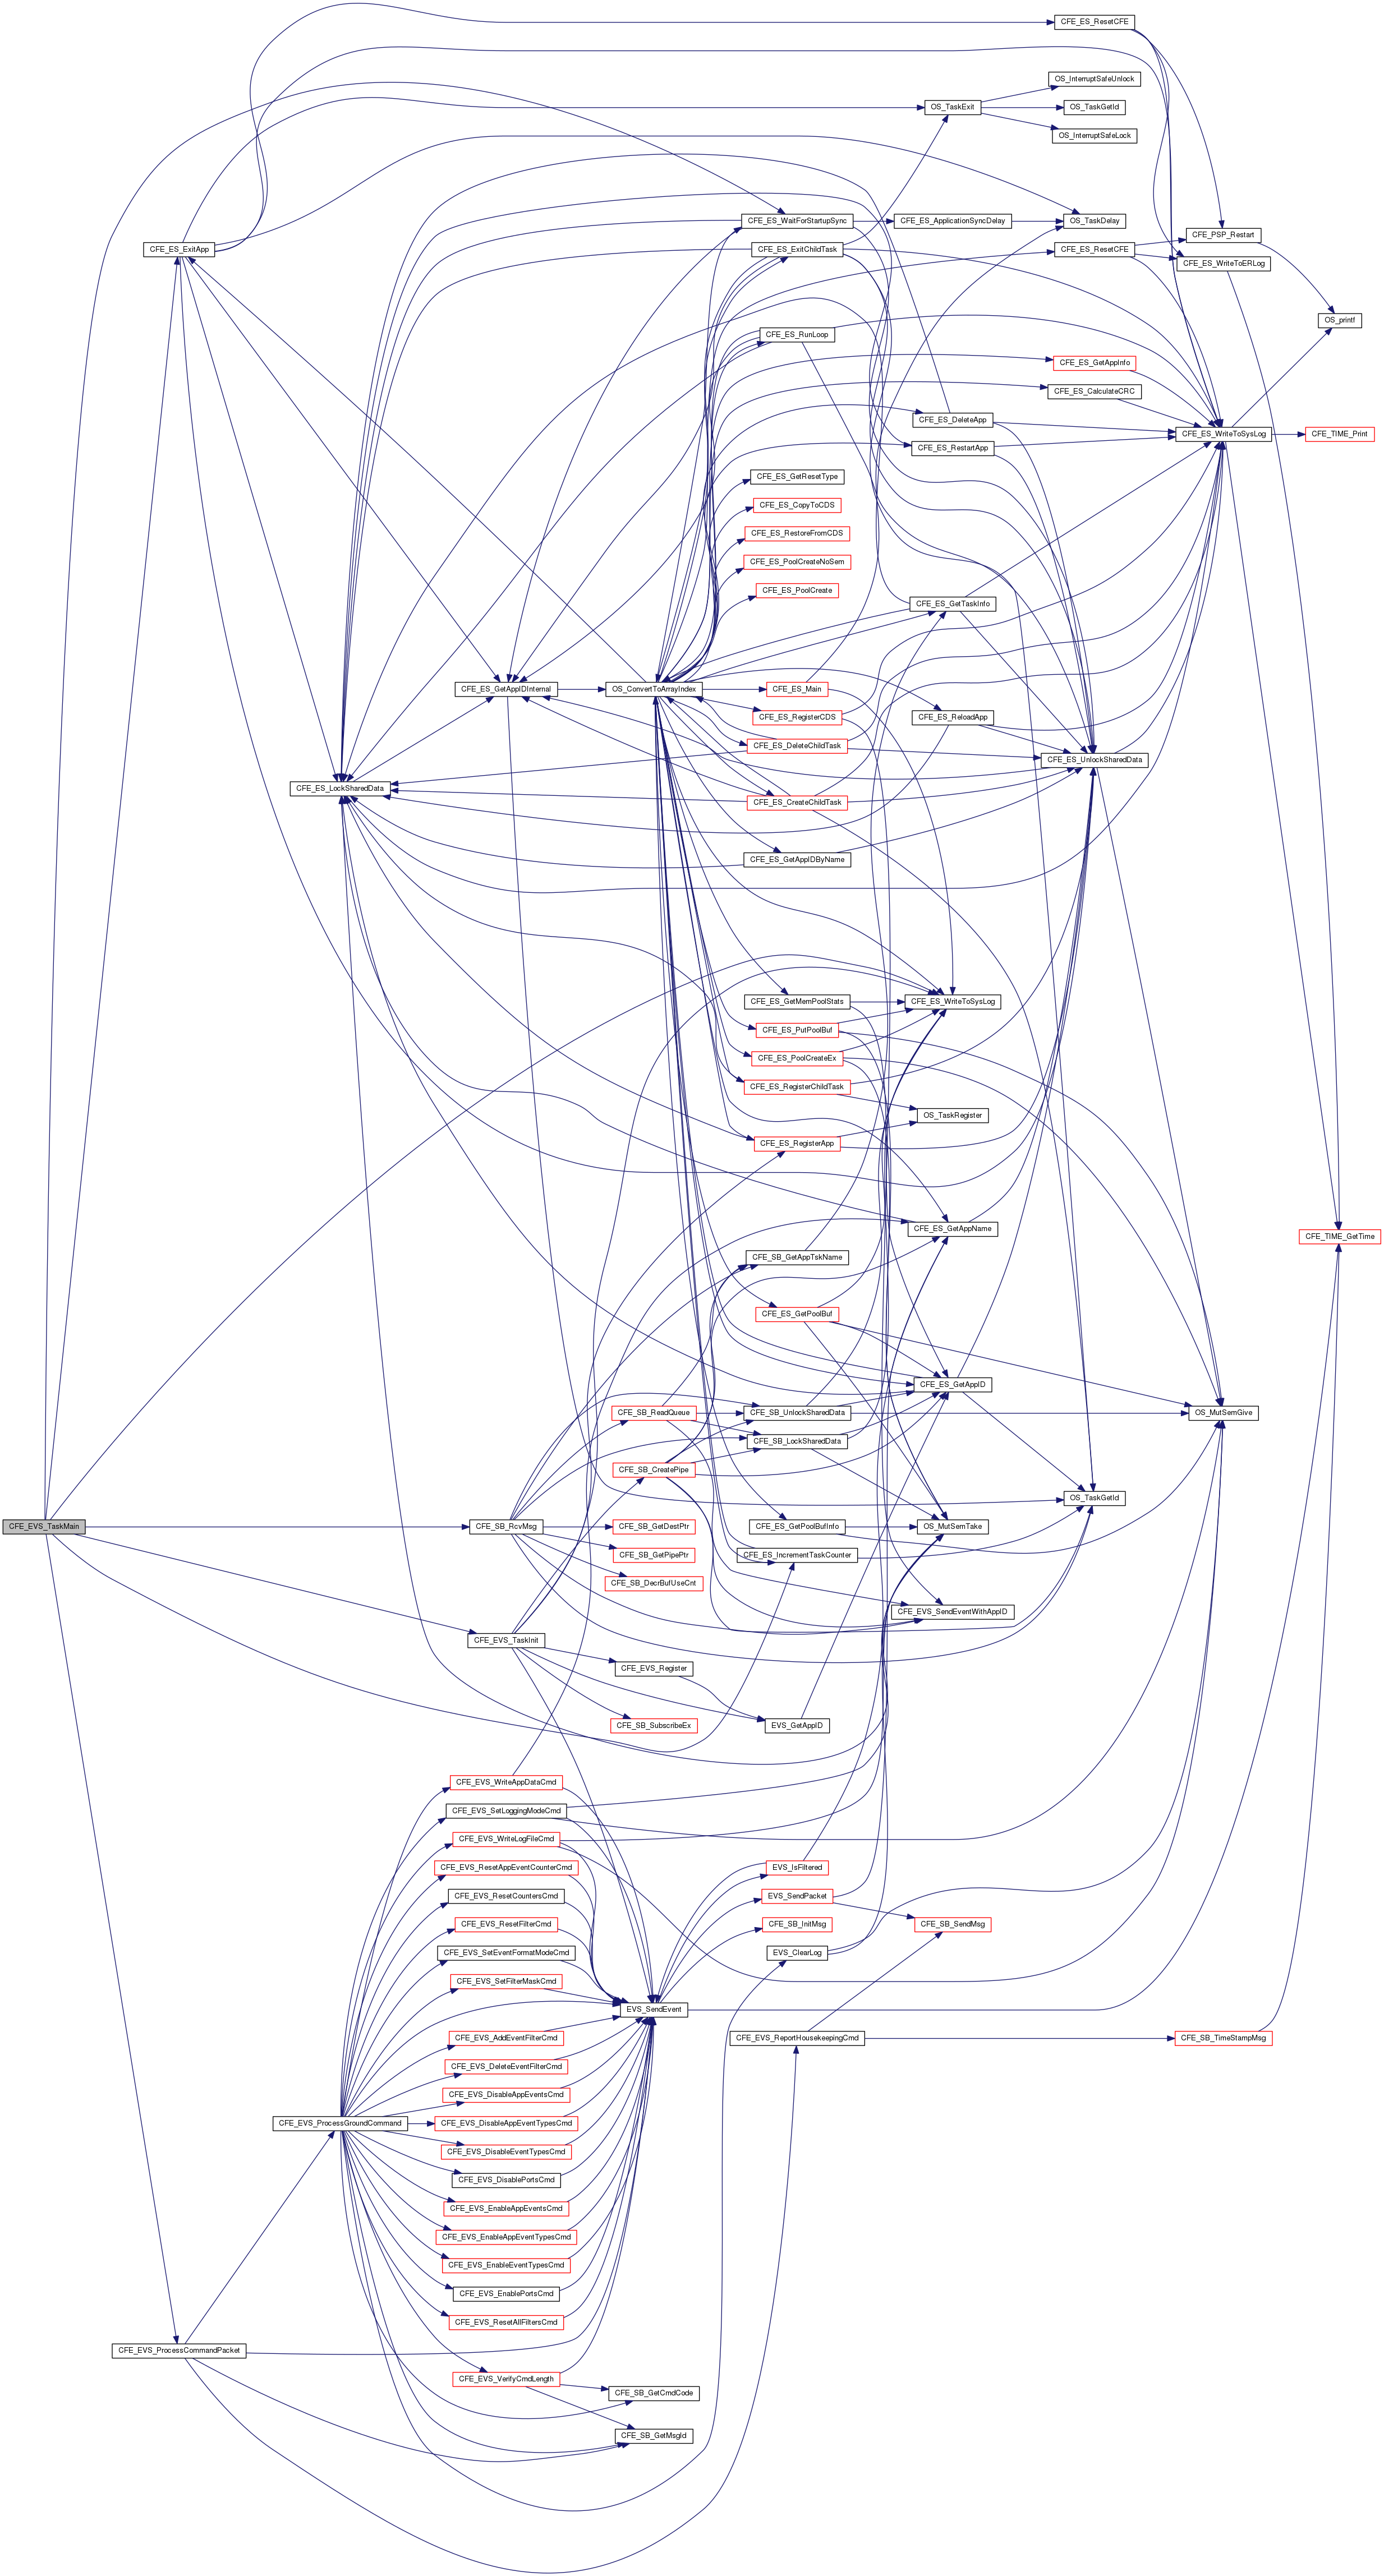 CFE_ES_ResetCFE
OS_InterruptSafeUnlock
OS_TaskExit
OS_TaskGetId
OS_InterruptSafeLock
CFE_ES_WaitForStartupSync
CFE_ES_ApplicationSyncDelay
OS_TaskDelay
CFE_PSP_Restart
CFE_ES_ExitApp
CFE_ES_ExitChildTask
CFE_ES_ResetCFE
CFE_ES_WriteToERLog
OS_printf
CFE_ES_RunLoop
CFE_ES_GetAppInfo
CFE_ES_CalculateCRC
CFE_ES_DeleteApp
CFE_ES_WriteToSysLog
CFE_TIME_Print
CFE_ES_RestartApp
CFE_ES_GetResetType
CFE_ES_CopyToCDS
CFE_ES_RestoreFromCDS
CFE_ES_PoolCreateNoSem
CFE_ES_PoolCreate
CFE_ES_GetTaskInfo
CFE_ES_GetAppIDInternal
OS_ConvertToArrayIndex
CFE_ES_Main
CFE_ES_RegisterCDS
CFE_ES_ReloadApp
CFE_ES_DeleteChildTask
CFE_ES_UnlockSharedData
CFE_ES_LockSharedData
CFE_ES_CreateChildTask
CFE_ES_GetAppIDByName
CFE_ES_GetMemPoolStats
CFE_ES_WriteToSysLog
CFE_ES_PutPoolBuf
CFE_ES_PoolCreateEx
CFE_ES_RegisterChildTask
OS_TaskRegister
CFE_ES_RegisterApp
CFE_ES_GetAppName
CFE_TIME_GetTime
CFE_SB_GetAppTskName
CFE_ES_GetPoolBuf
CFE_ES_GetAppID
CFE_SB_ReadQueue
CFE_SB_UnlockSharedData
OS_MutSemGive
CFE_SB_LockSharedData
CFE_SB_CreatePipe
OS_TaskGetId
CFE_EVS_TaskMain
CFE_SB_RcvMsg
CFE_SB_GetDestPtr
CFE_ES_GetPoolBufInfo
OS_MutSemTake
CFE_SB_GetPipePtr
CFE_ES_IncrementTaskCounter
CFE_SB_DecrBufUseCnt
CFE_EVS_SendEventWithAppID
CFE_EVS_TaskInit
CFE_EVS_Register
CFE_SB_SubscribeEx
EVS_GetAppID
CFE_EVS_WriteAppDataCmd
CFE_EVS_SetLoggingModeCmd
CFE_EVS_WriteLogFileCmd
CFE_EVS_ResetAppEventCounterCmd
EVS_IsFiltered
CFE_EVS_ResetCountersCmd
EVS_SendPacket
CFE_EVS_ResetFilterCmd
CFE_SB_InitMsg
CFE_SB_SendMsg
CFE_EVS_SetEventFormatModeCmd
EVS_ClearLog
CFE_EVS_SetFilterMaskCmd
EVS_SendEvent
CFE_EVS_AddEventFilterCmd
CFE_EVS_ReportHousekeepingCmd
CFE_SB_TimeStampMsg
CFE_EVS_DeleteEventFilterCmd
CFE_EVS_DisableAppEventsCmd
CFE_EVS_ProcessGroundCommand
CFE_EVS_DisableAppEventTypesCmd
CFE_EVS_DisableEventTypesCmd
CFE_EVS_DisablePortsCmd
CFE_EVS_EnableAppEventsCmd
CFE_EVS_EnableAppEventTypesCmd
CFE_EVS_EnableEventTypesCmd
CFE_EVS_EnablePortsCmd
CFE_EVS_ResetAllFiltersCmd
CFE_EVS_ProcessCommandPacket
CFE_EVS_VerifyCmdLength
CFE_SB_GetCmdCode
CFE_SB_GetMsgId